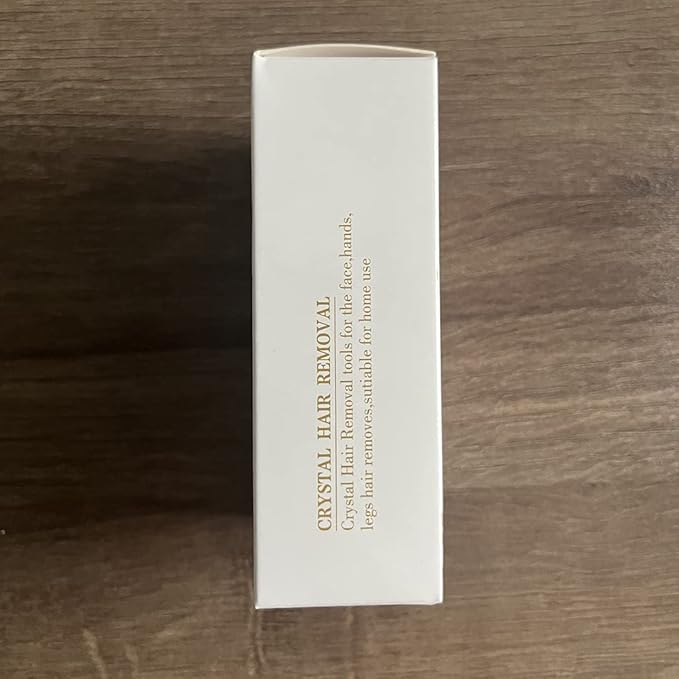 CRYSTAL HAIR REMOVAL
Crystal Hair Removal tools for the face,hands,
legs hair removes,sutiable for home use